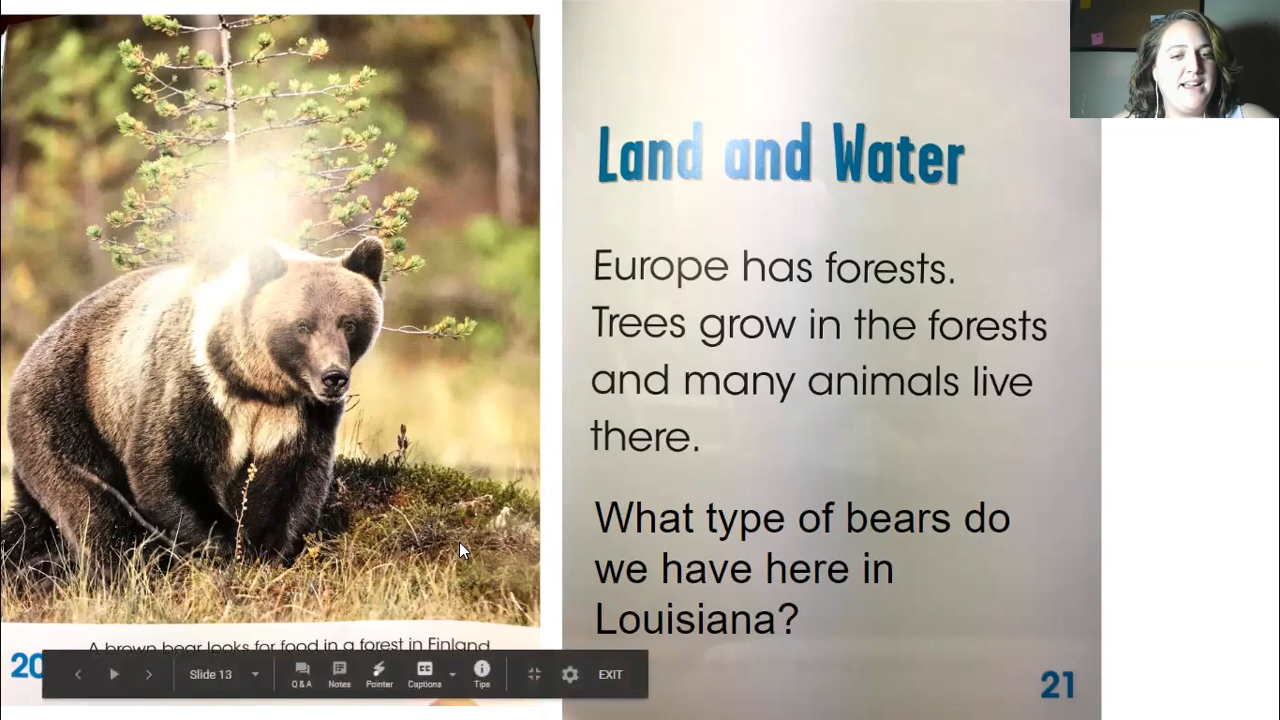 Land and Water
Europe has forests.
Trees grow in the forests
and many animals live
there.
What type of bears do
we have here in
Louisiana?
A brown bear looks for food in a forest in Finland
20
21
Slide 13
Q & A
Notes
Pointer
Captions
Tips
EXIT